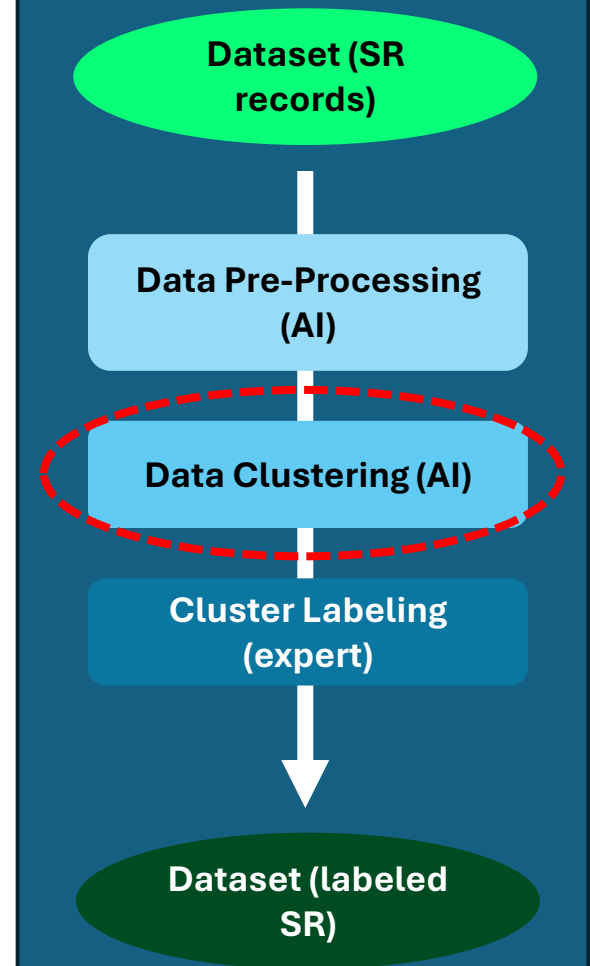 Dataset (SR
records)
Data Pre-Processing
(AI)
Data Clustering (AI)
Cluster Labeling
(expert)
Dataset (labeled
SR)